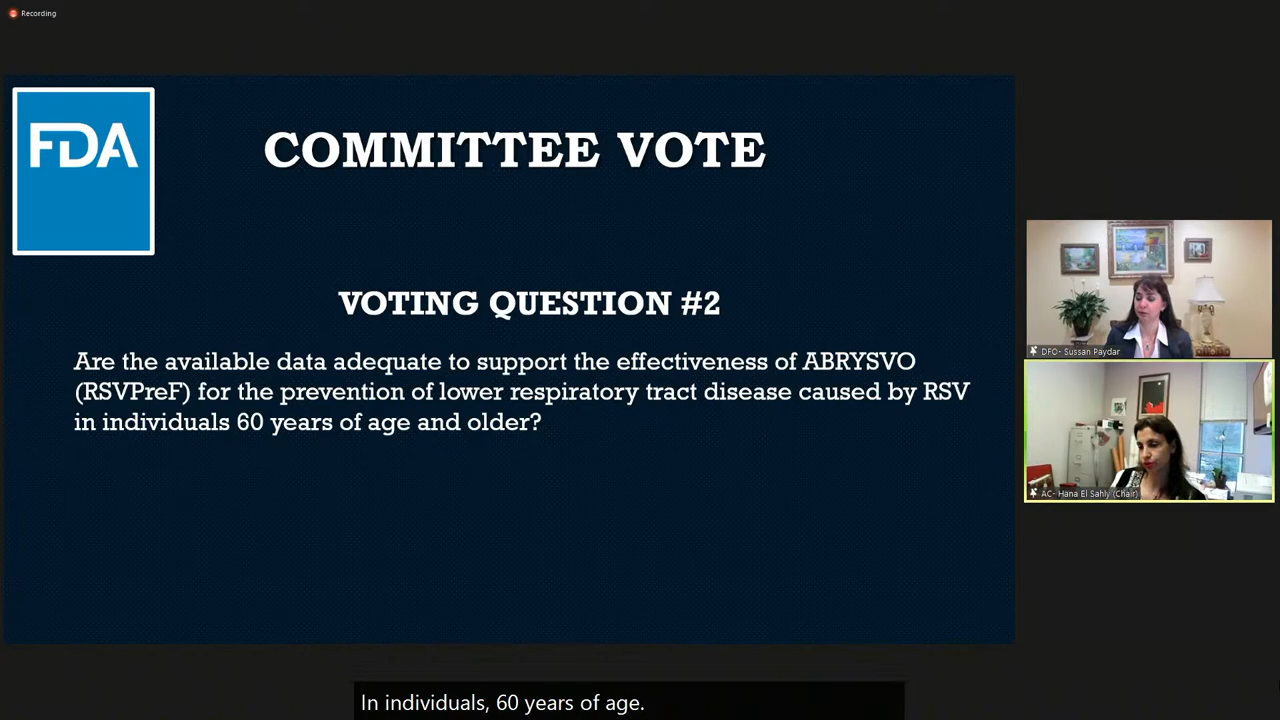 Recording
FDA
COMMITTEE VOTE
VOTING QUESTION #2
Are the available data adequate to support the effectiveness of ABRYSVO
(RSVPreF) for the prevention of lower respiratory tract disease caused by RSV
in individuals 60 years of age and older?
DFO- Sussan Paydar
AC- Hana El Sahly (Chair)
In individuals, 60 years of age.